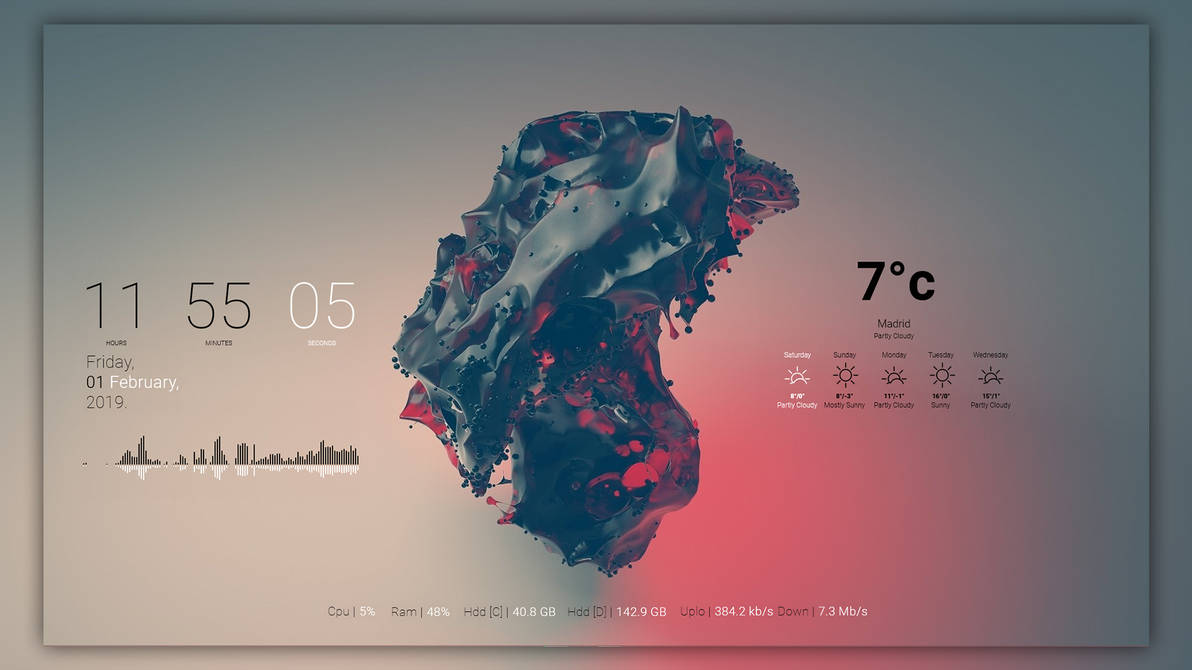 11 55 05
HOURS MINUTES SECONDS
Friday,
01 February,
2019.
7°c
Madrid
Partly Cloudy
Saturday Sunday Monday Tuesday Wednesday
8°/0° 8°/-3° 11°/-1° 16°/0° 15°/1°
Partly Cloudy Mostly Sunny Partly Cloudy Sunny Partly Cloudy
Cpu | 5% Ram | 48% Hdd [C] | 40.8 GB Hdd [D] | 142.9 GB Uplo | 384.2 kb/s Down | 7.3 Mb/s